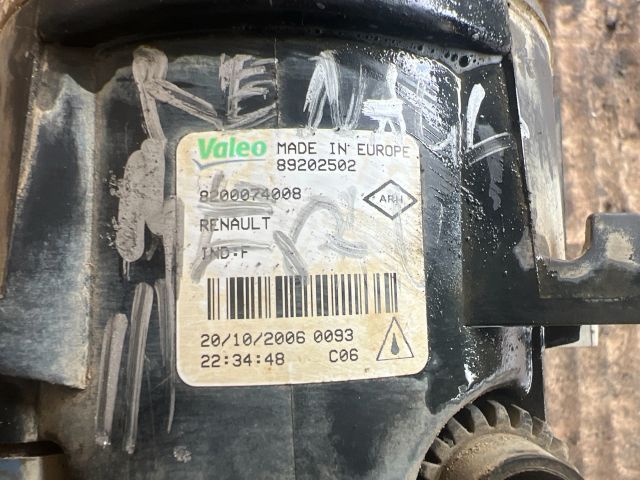 Valeo MADE IN EUROPE
89202502
8200074008
ARH
RENAULT
IND.F
20/10/2006 0093
22:34:48 C06